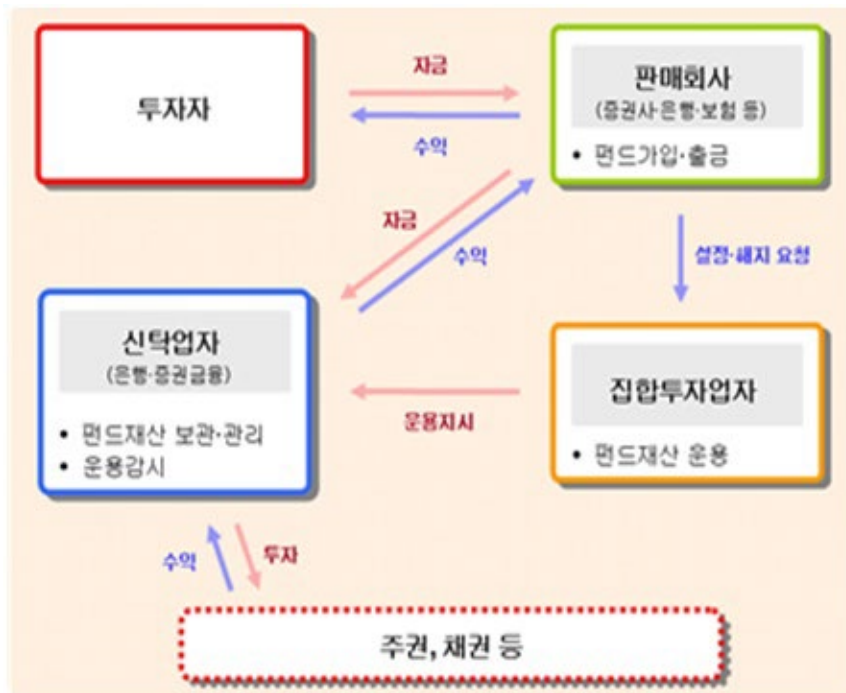 투자자
자금
수익
판매회사
(증권사·은행·보험 등)
• 펀드가입·출금
자금
수익
설정·해지 요청
신탁업자
(은행·증권금융)
• 펀드재산 보관·관리
• 운용감시
운용지시
집합투자업자
• 펀드재산 운용
수익
투자
주권, 채권 등